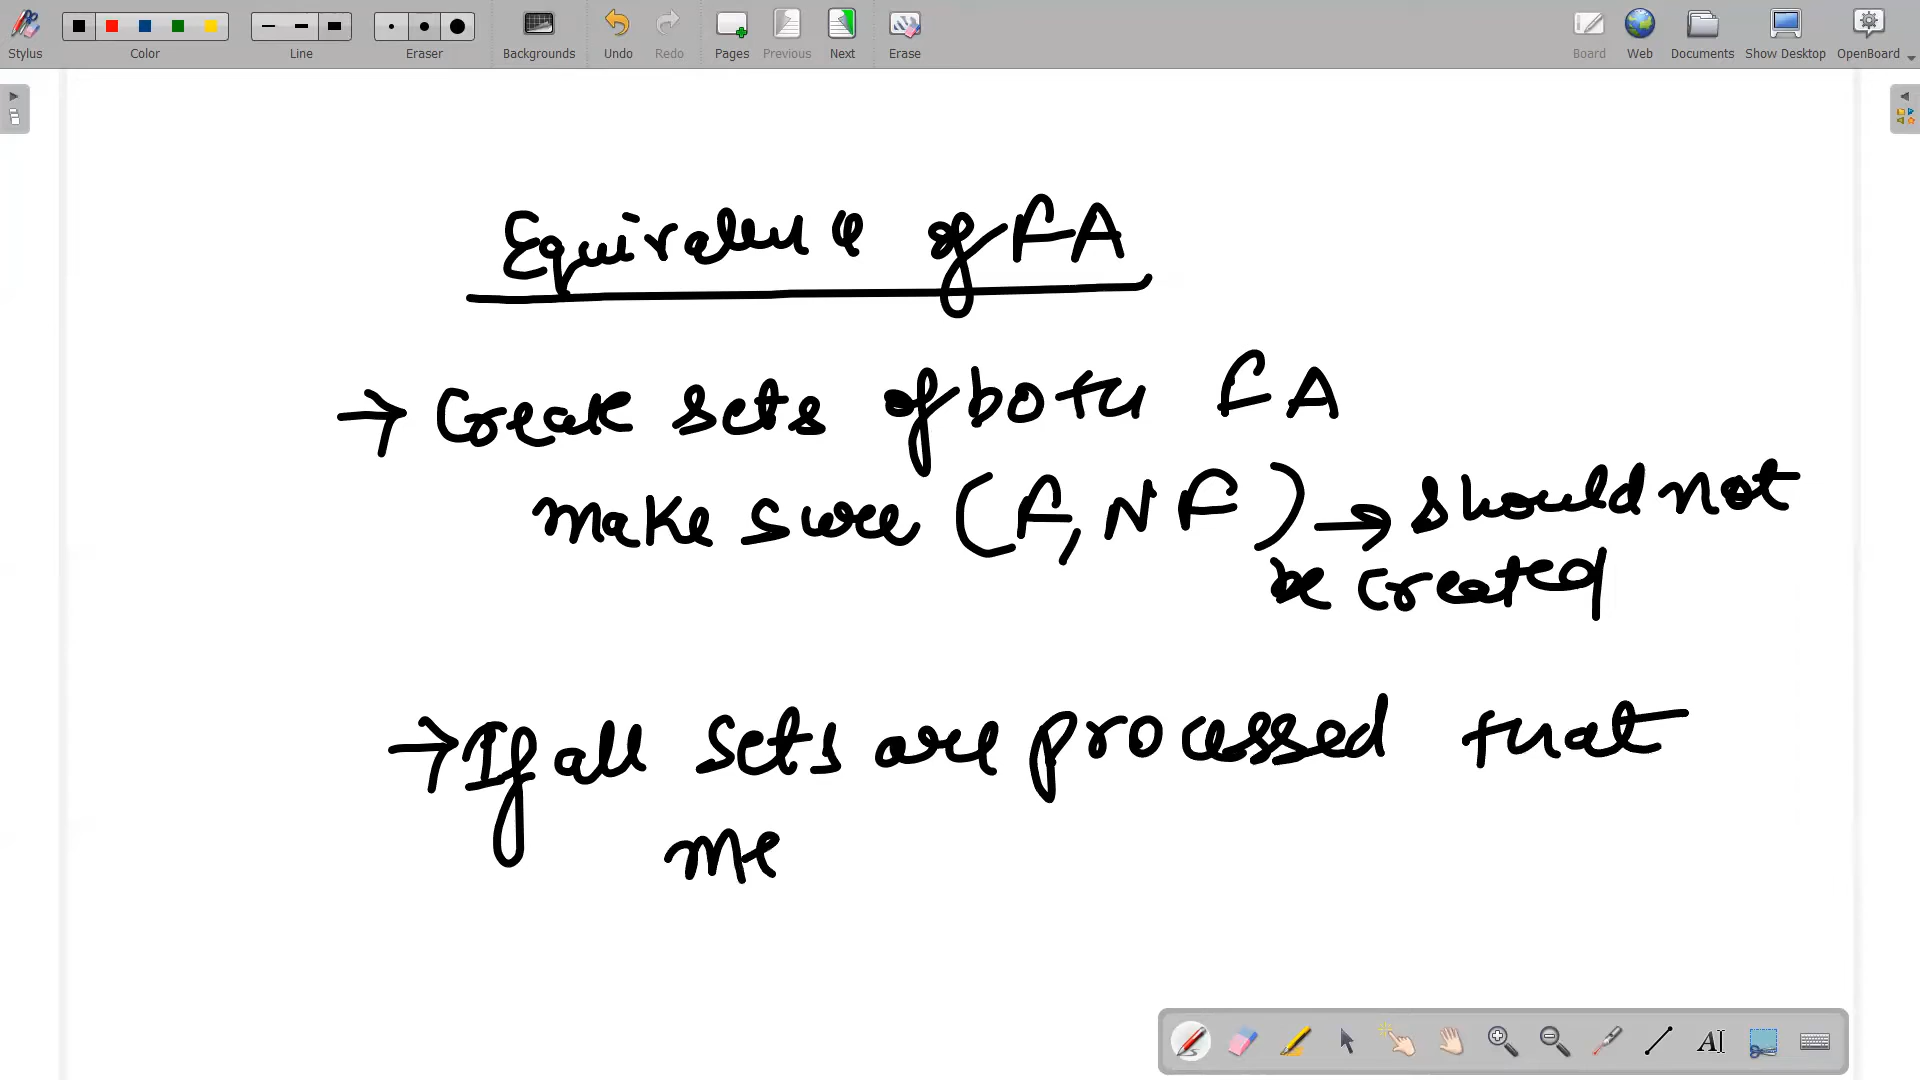 Stylus Color Line Eraser Backgrounds Undo Redo Pages Previous Next Erase Board Web Documents Show Desktop OpenBoard
Equivalence of FA
→ Create sets of both FA
make sure (F, NF) → should not
be created
→ If all sets are processed that
me